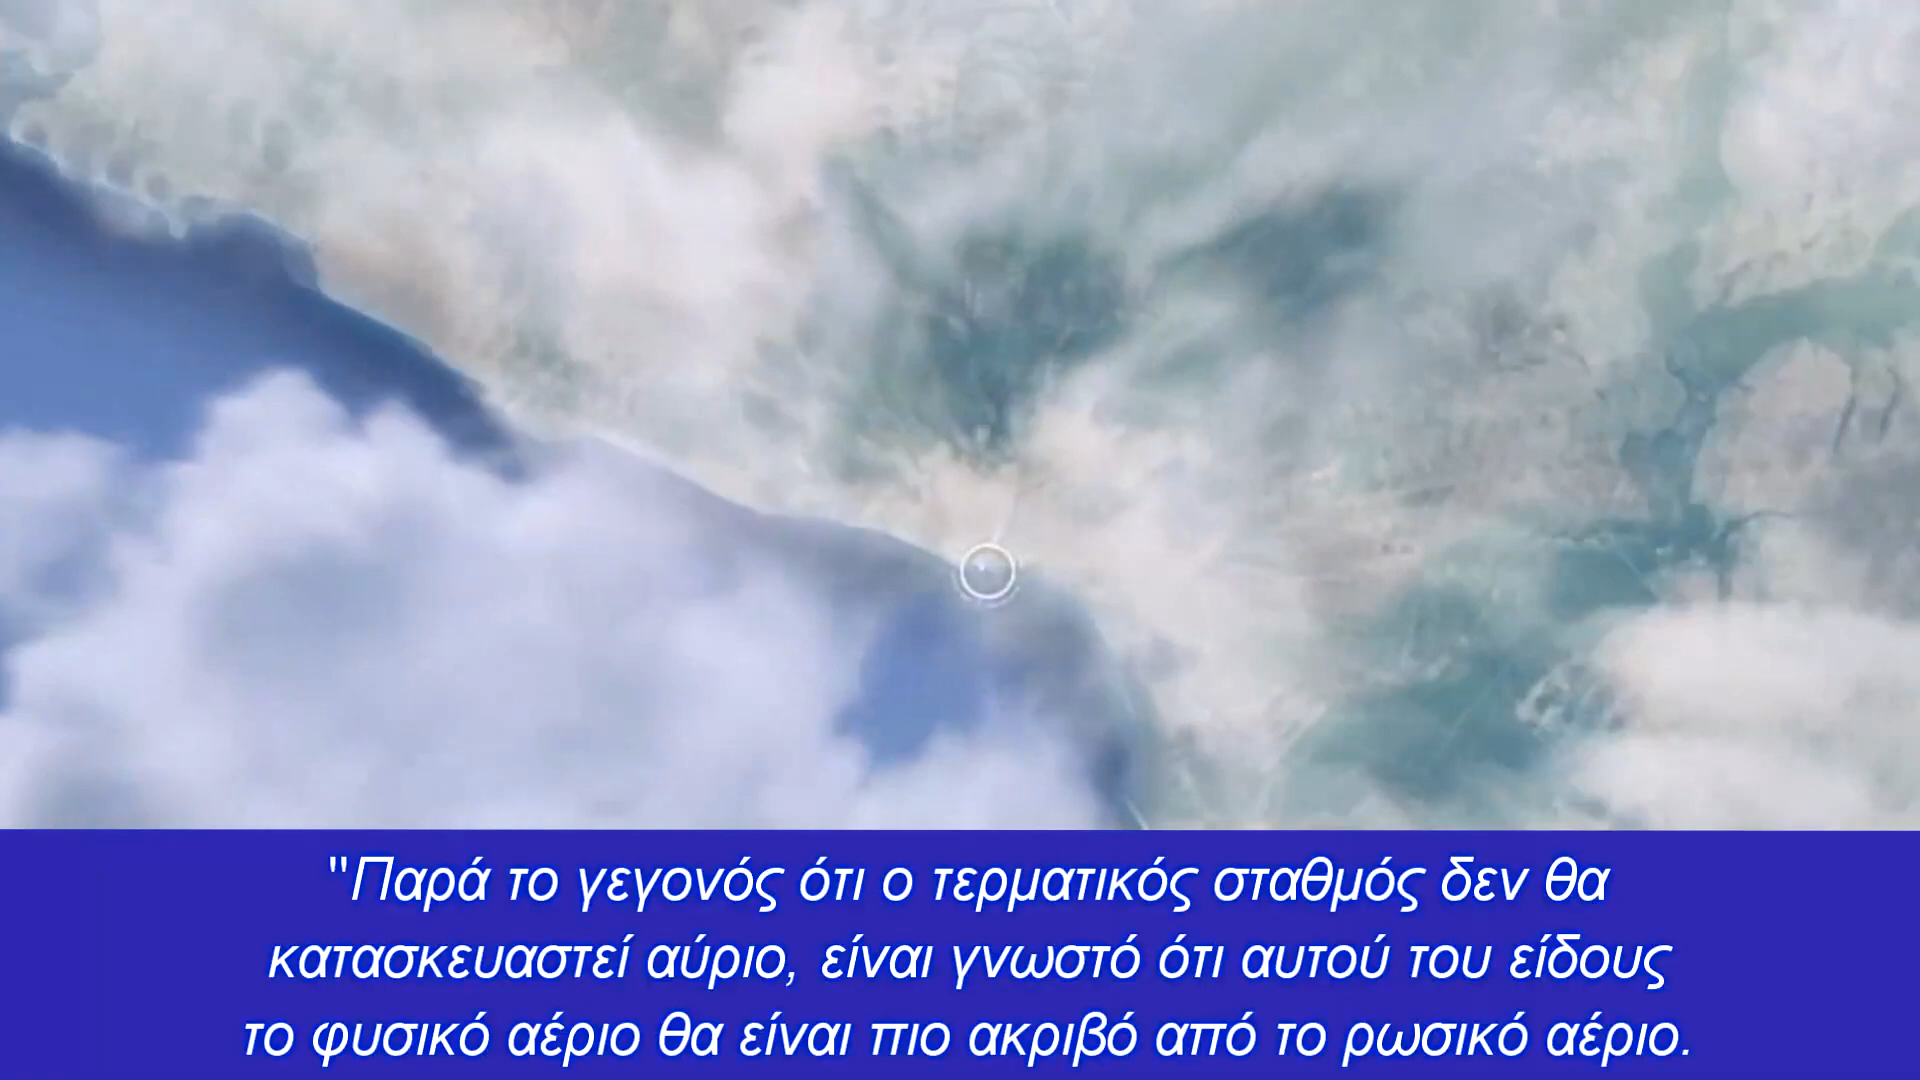 "Παρά το γεγονός ότι ο τερματικός σταθμός δεν θα
κατασκευαστεί αύριο, είναι γνωστό ότι αυτού του είδους
το φυσικό αέριο θα είναι πιο ακριβό από το ρωσικό αέριο.